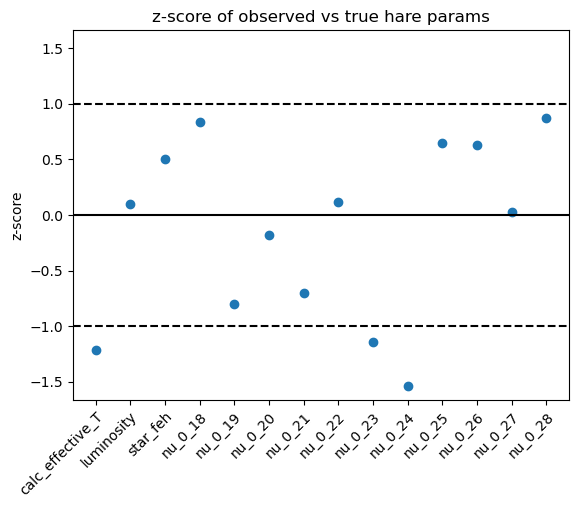 z-score of observed vs true hare params
z-score
1.5
1.0
0.5
0.0
−0.5
−1.0
−1.5
calc_effective_T
luminosity
star_feh
nu_0_18
nu_0_19
nu_0_20
nu_0_21
nu_0_22
nu_0_23
nu_0_24
nu_0_25
nu_0_26
nu_0_27
nu_0_28